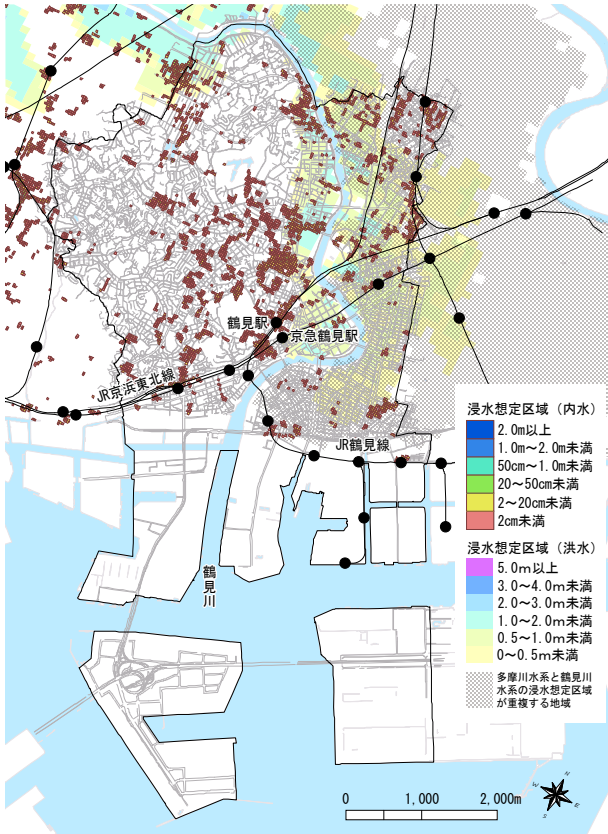 鶴見駅
京急鶴見駅
JR京浜東北線
JR鶴見線
鶴見川
浸水想定区域（内水）
2.0m以上
1.0m～2.0m未満
50cm～1.0m未満
20～50cm未満
2～20cm未満
2cm未満
浸水想定区域（洪水）
5.0m以上
3.0～4.0m未満
2.0～3.0m未満
1.0～2.0m未満
0.5～1.0m未満
0～0.5m未満
多摩川水系と鶴見川
水系の浸水想定区域
が重複する地域
N
W
E
S
0 1,000 2,000m